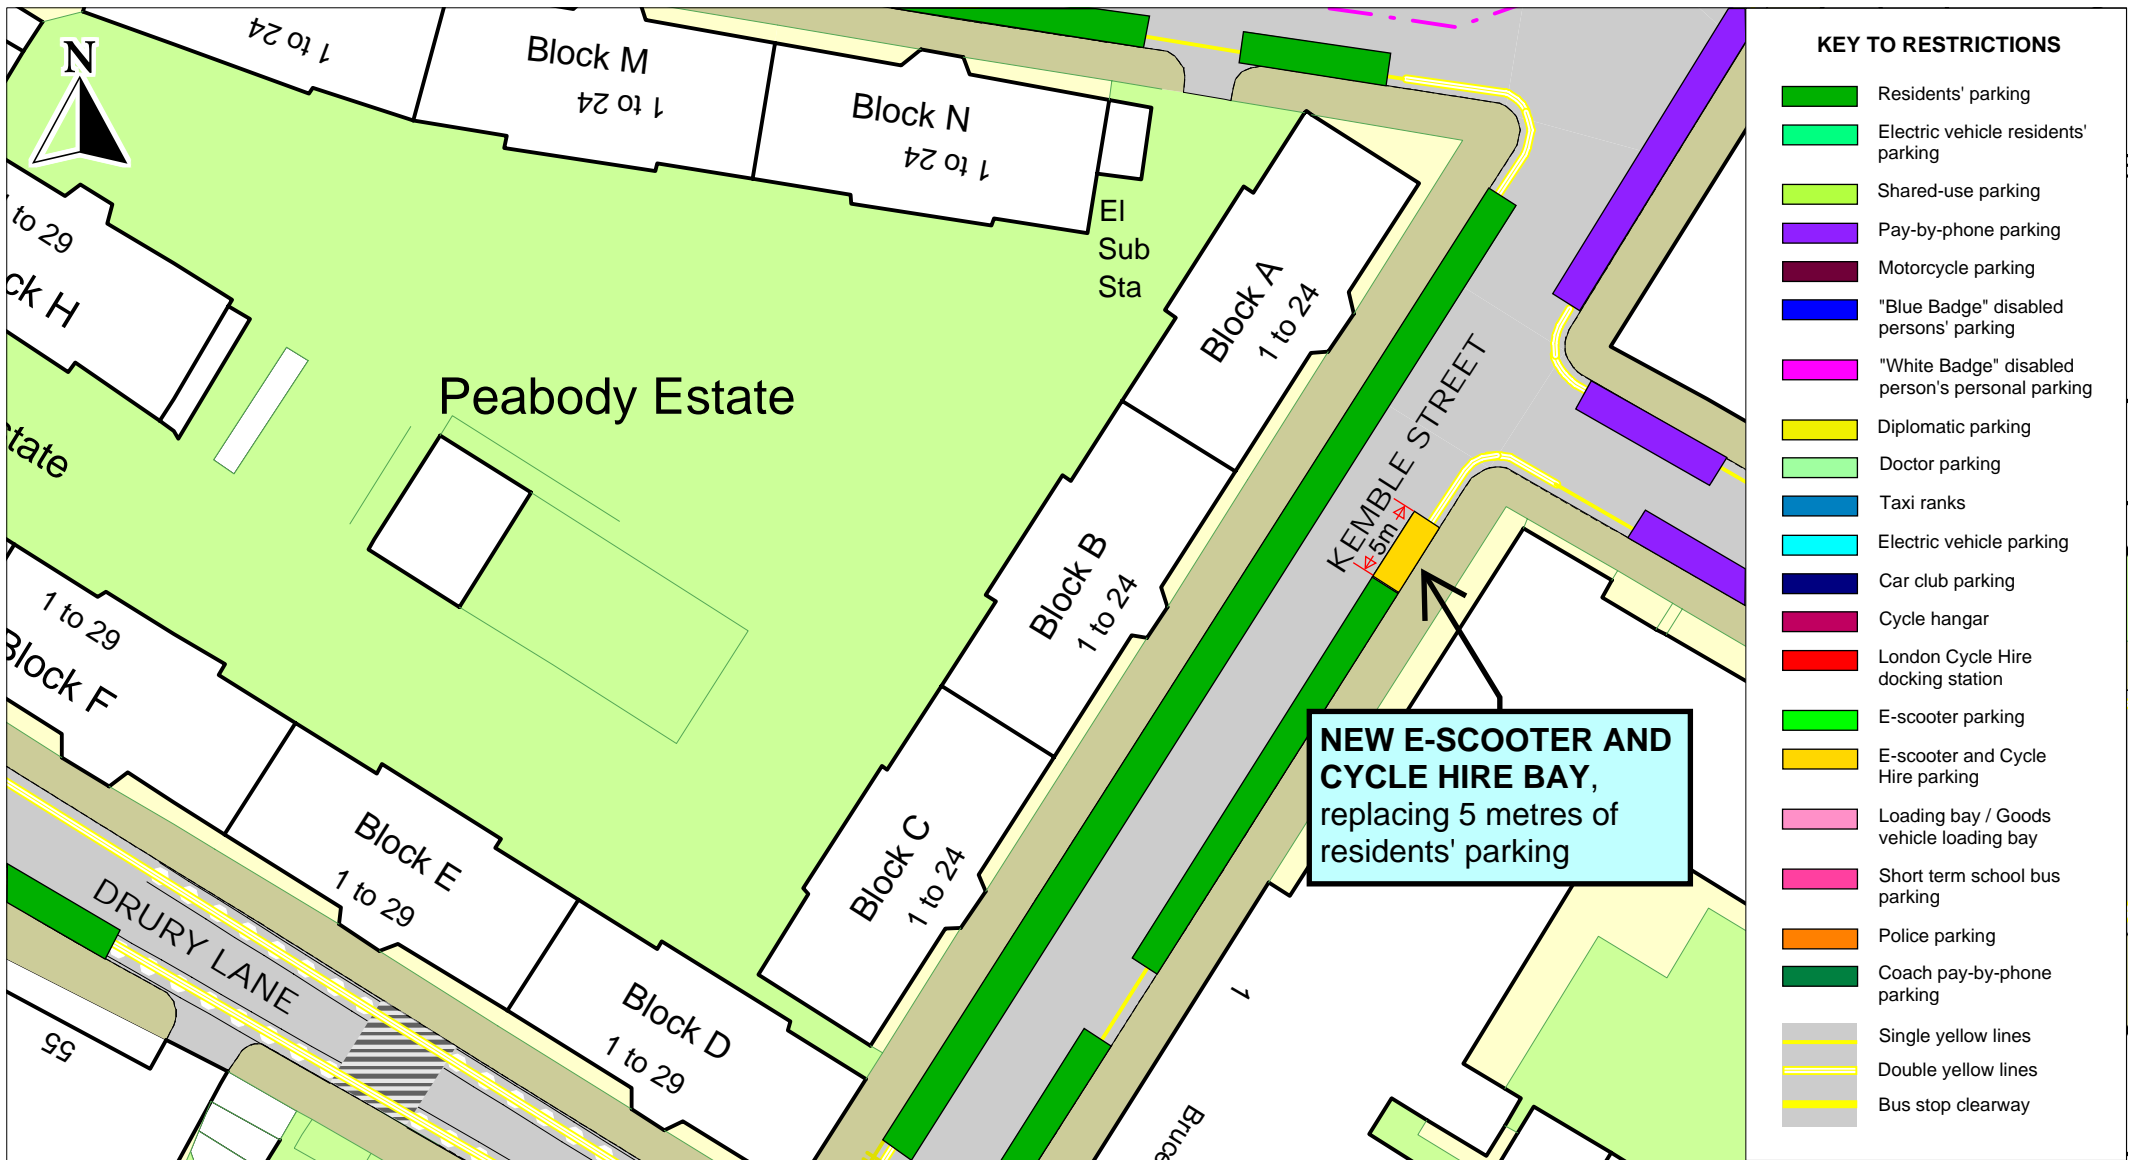 N
1 to 24
Block M
1 to 24
Block N
1 to 24
El
Sub
Sta
Block A
1 to 24
to 29
ck H
Peabody Estate
state
KEMBLE STREET
5m
Block B
1 to 24
1 to 29
Block F
Block E
1 to 29
Block C
1 to 24
DRURY LANE
Block D
1 to 29
55
1
Bruce
NEW E-SCOOTER AND
CYCLE HIRE BAY,
replacing 5 metres of
residents' parking
KEY TO RESTRICTIONS
Residents' parking
Electric vehicle residents'
parking
Shared-use parking
Pay-by-phone parking
Motorcycle parking
"Blue Badge" disabled
persons' parking
"White Badge" disabled
person's personal parking
Diplomatic parking
Doctor parking
Taxi ranks
Electric vehicle parking
Car club parking
Cycle hangar
London Cycle Hire
docking station
E-scooter parking
E-scooter and Cycle
Hire parking
Loading bay / Goods
vehicle loading bay
Short term school bus
parking
Police parking
Coach pay-by-phone
parking
Single yellow lines
Double yellow lines
Bus stop clearway